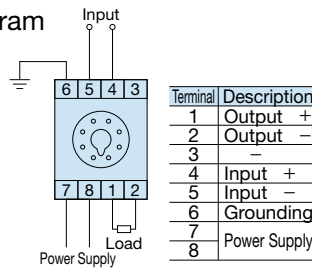 ram
Input
6 5 4 3
7 8 1 2
Load
Power Supply
Terminal Description
1 Output +
2 Output −
3 −
4 Input +
5 Input −
6 Grounding
7 Power Supply
8